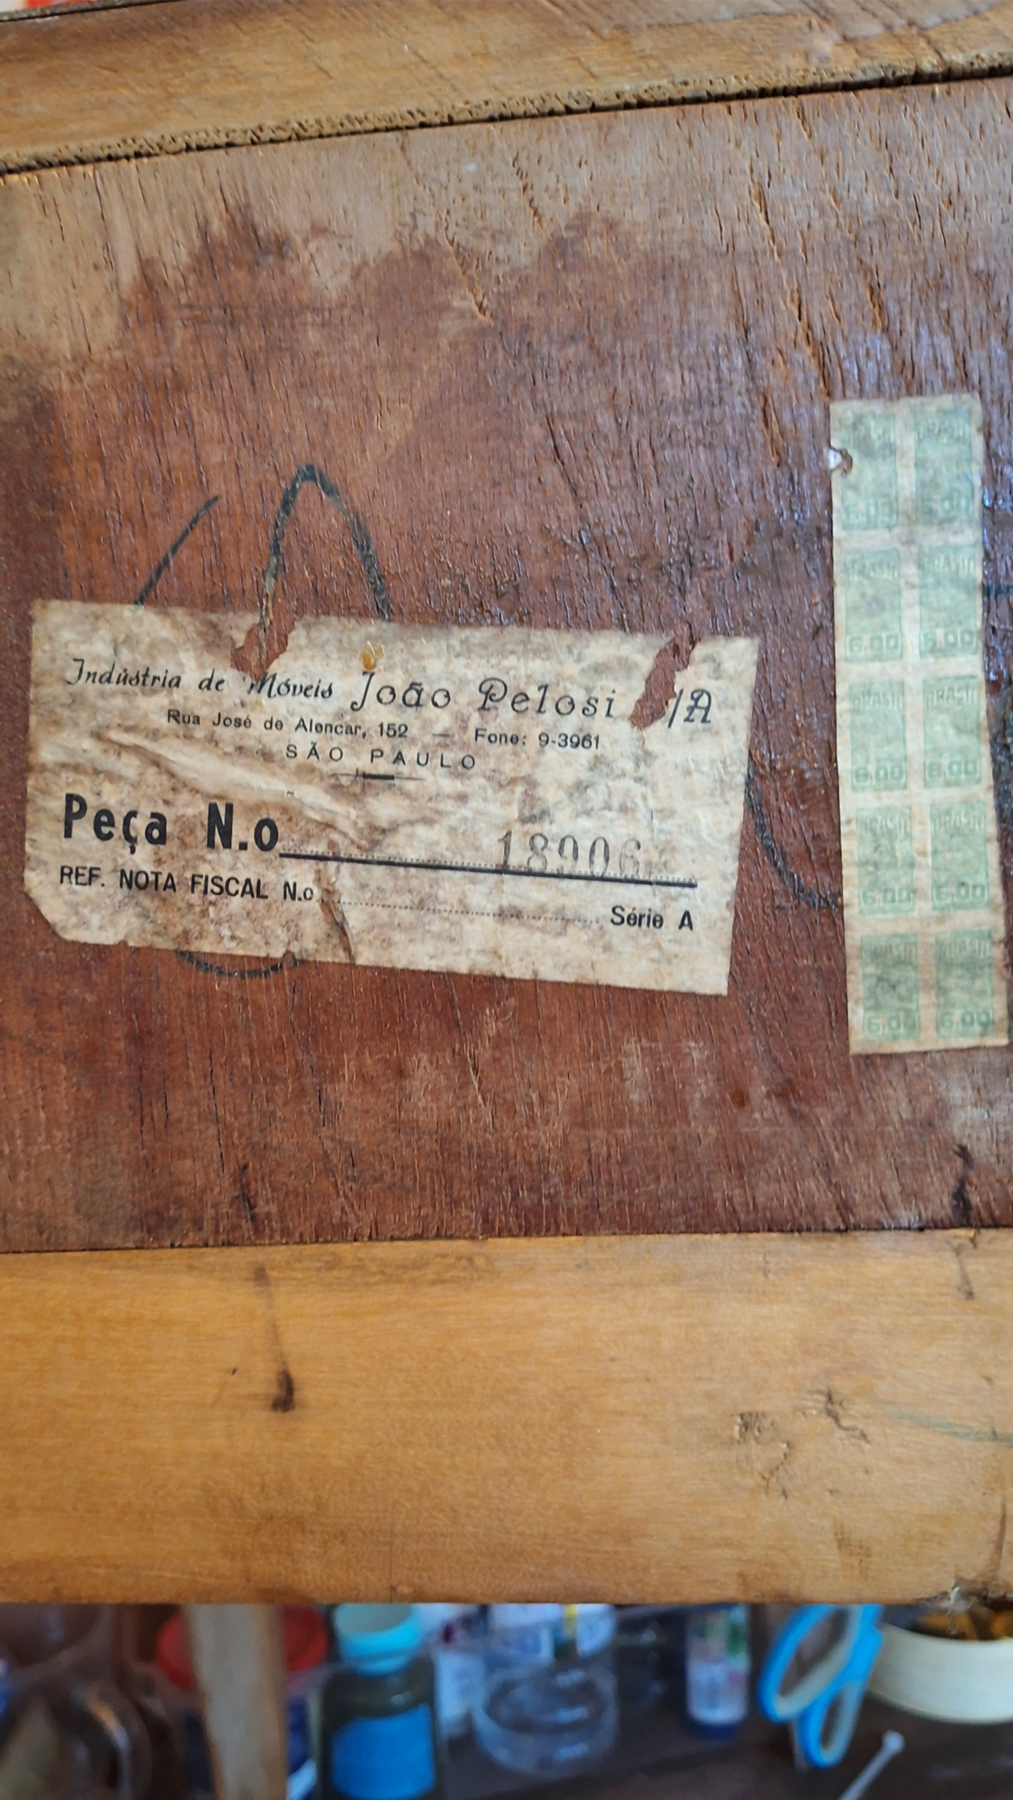 Indústria de Móveis João Pelosi /A
Rua José de Alencar, 152 — Fone: 9-3961
SÃO PAULO
Peça N.o 18906
REF. NOTA FISCAL N.o Série A
BRASIL
6,00 6,00
BRASIL BRASIL
6,00 6,00
BRASIL BRASIL
6,00 6,00
BRASIL BRASIL
6,00 6,00
BRASIL BRASIL
6,00 6,00